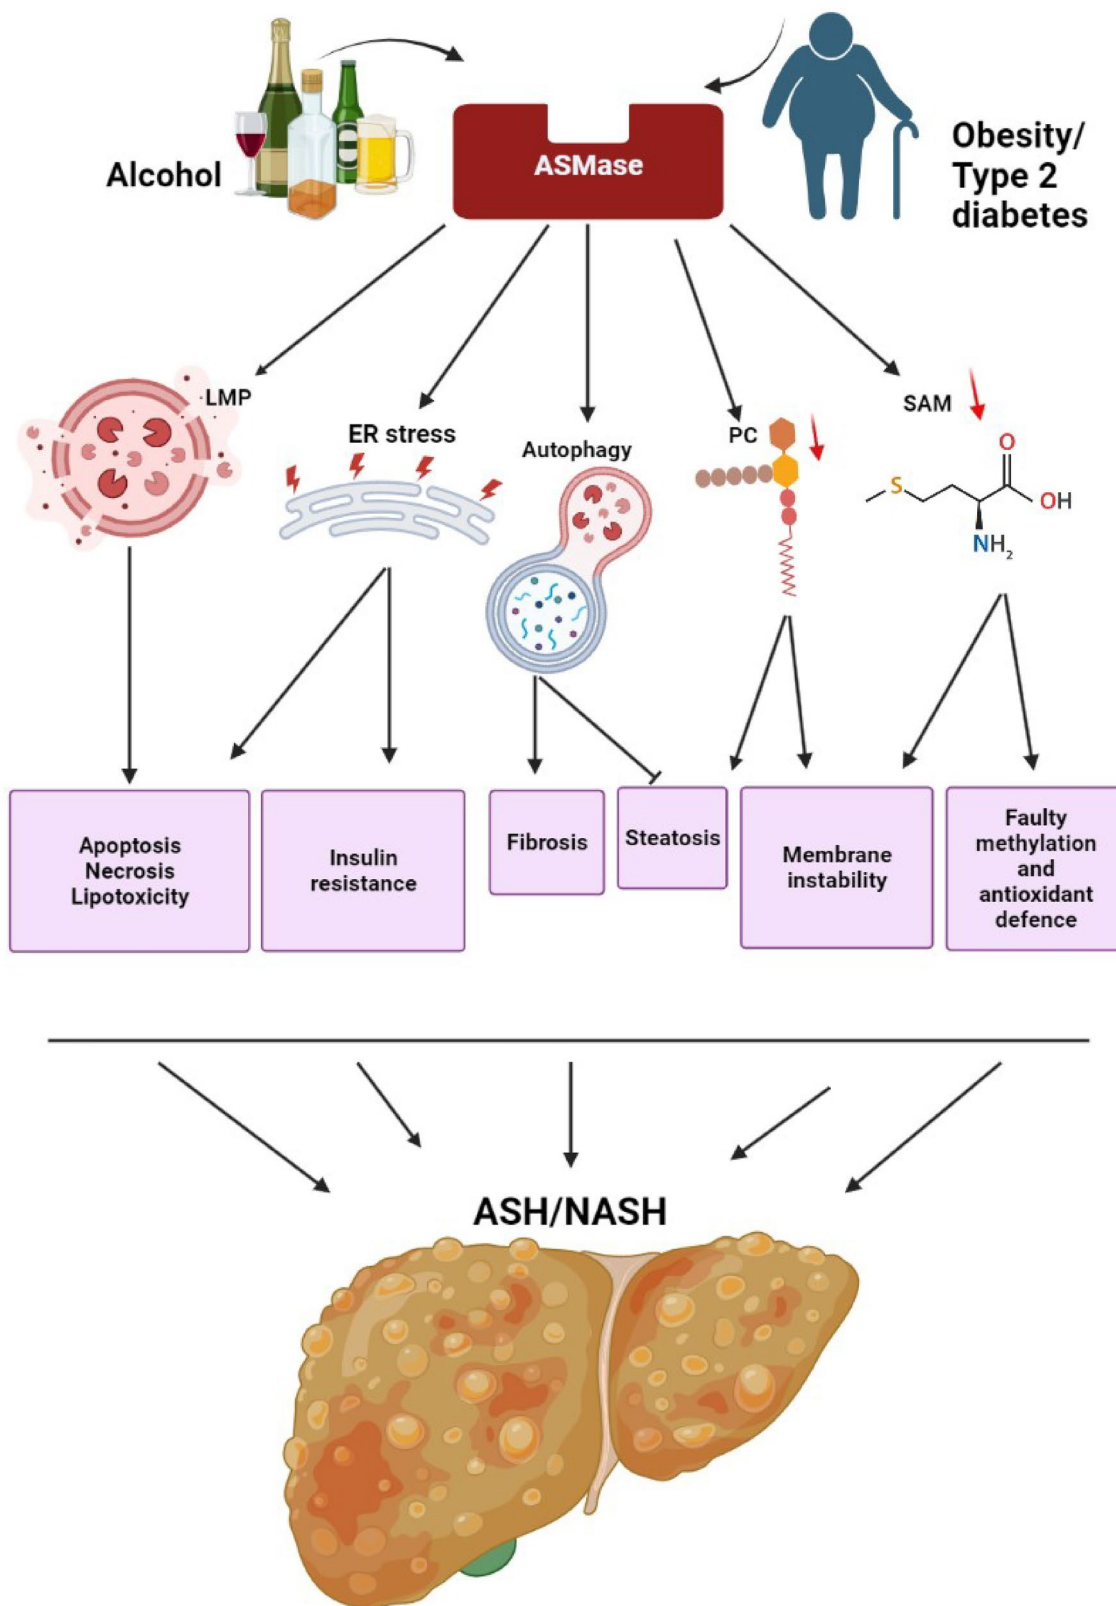 Alcohol
ASMase
Obesity/
Type 2
diabetes
LMP
ER stress
Autophagy
PC
SAM
O
S
OH
NH₂
Apoptosis
Necrosis
Lipotoxicity
Insulin
resistance
Fibrosis
Steatosis
Membrane
instability
Faulty
methylation
and
antioxidant
defence
ASH/NASH